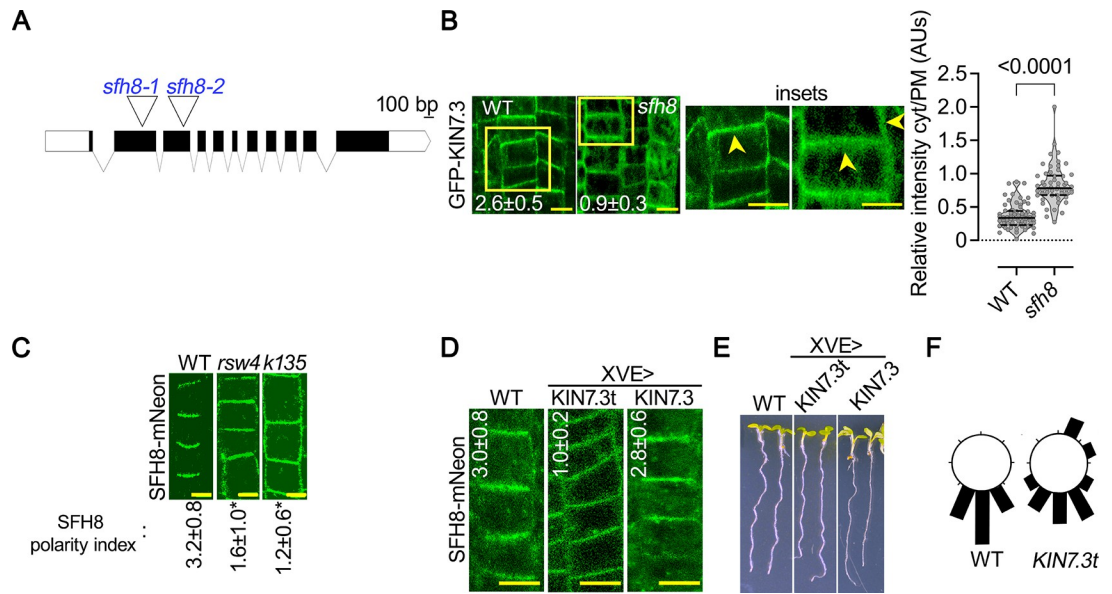 A
sfh8-1 sfh8-2
100 bp
B
GFP-KIN7.3
WT
sfh8
2.6±0.5
0.9±0.3
insets
Relative intensity cyt/PM (AUs)
<0.0001
2.5
2.0
1.5
1.0
0.5
0
WT
sfh8
C
WT rsw4 k135
SFH8-mNeon
SFH8
polarity index :
3.2±0.8
1.6±1.0*
1.2±0.6*
D
XVE>
WT KIN7.3t KIN7.3
SFH8-mNeon
3.0±0.8
1.0±0.2
2.8±0.6
E
XVE>
WT KIN7.3t KIN7.3
F
WT KIN7.3t